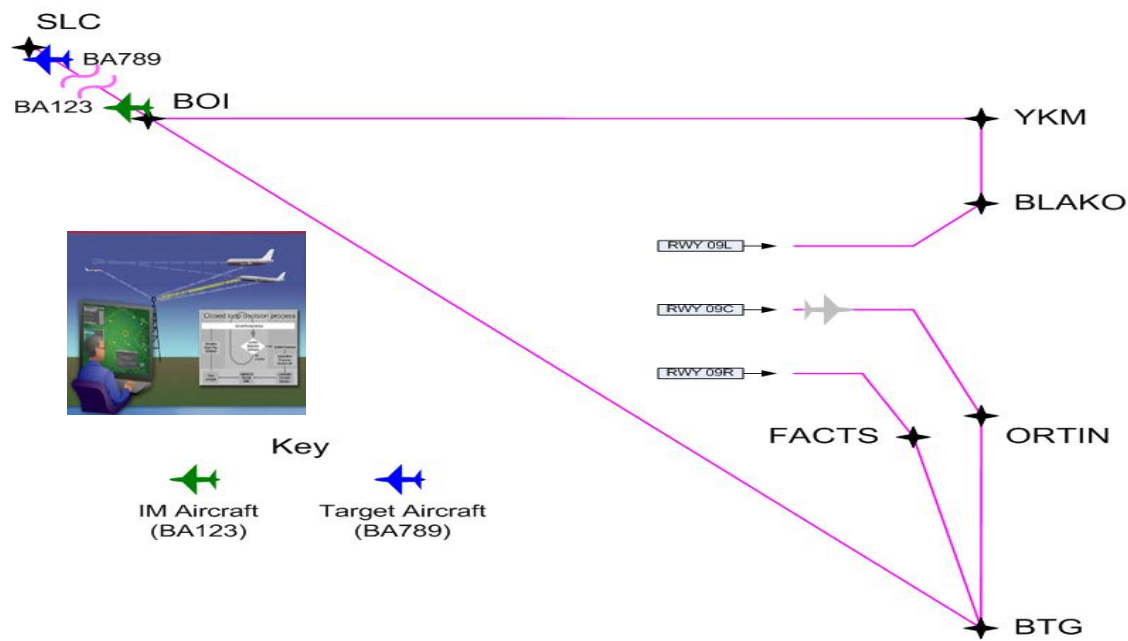 SLC
BA789
BA123
BOI
YKM
BLAKO
RWY 09L
RWY 09C
RWY 09R
FACTS
ORTIN
Closed loop decision process
Key
IM Aircraft
(BA123)
Target Aircraft
(BA789)
BTG